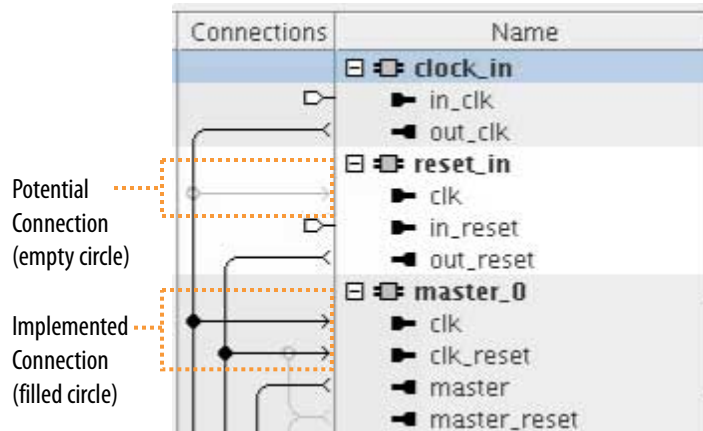 Connections Name
clock_in
in_clk
out_clk
reset_in
Potential
Connection
(empty circle)
clk
in_reset
out_reset
master_0
Implemented
Connection
(filled circle)
clk
clk_reset
master
master_reset